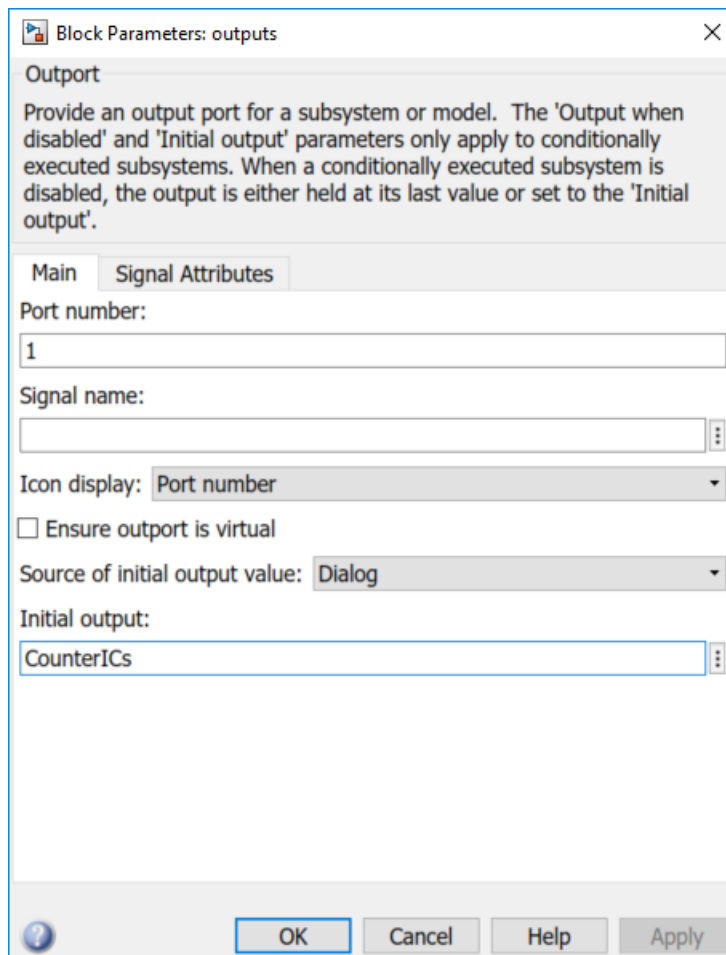 Block Parameters: outputs
Outport
Provide an output port for a subsystem or model. The 'Output when
disabled' and 'Initial output' parameters only apply to conditionally
executed subsystems. When a conditionally executed subsystem is
disabled, the output is either held at its last value or set to the 'Initial
output'.
Main Signal Attributes
Port number:
1
Signal name:
Icon display: Port number
Ensure outport is virtual
Source of initial output value: Dialog
Initial output:
CounterICs
OK Cancel Help Apply